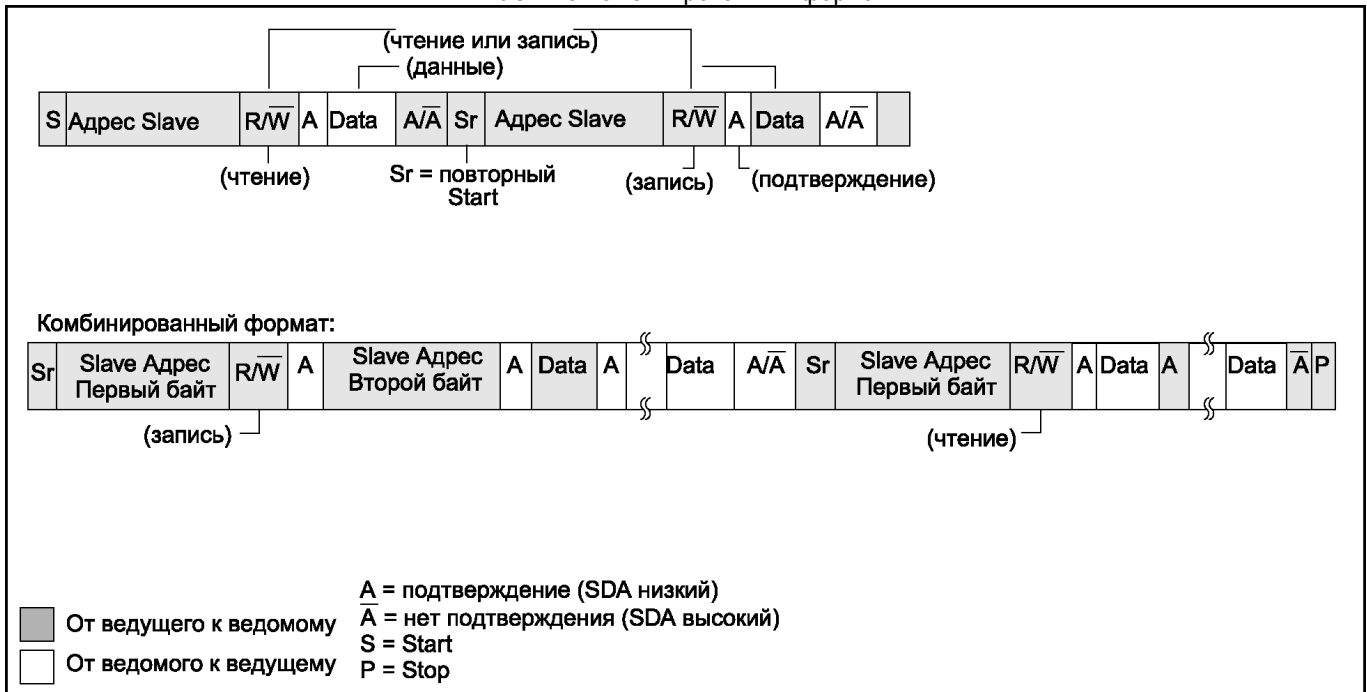 (чтение или запись)
(данные)
S Адрес Slave R/W̅ A Data A/A̅ Sr Адрес Slave R/W̅ A Data A/A̅
(чтение) Sr = повторный (запись) (подтверждение)
Start
Комбинированный формат:
Sr Slave Адрес Первый байт R/W̅ A Slave Адрес Второй байт A Data A Data A/A̅ Sr Slave Адрес Первый байт R/W̅ A Data A Data A̅ P
(запись) (чтение)
A = подтверждение (SDA низкий)
A̅ = нет подтверждения (SDA высокий)
S = Start
P = Stop
От ведущего к ведомому
От ведомого к ведущему